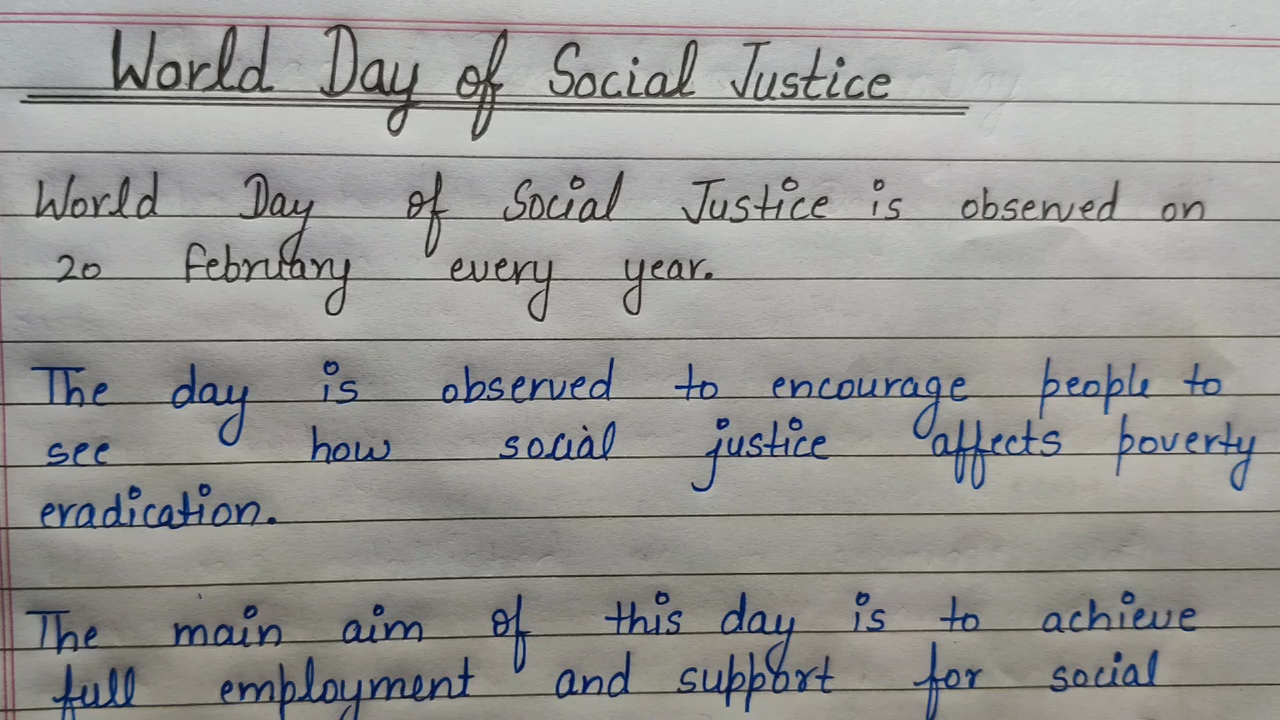 World Day of Social Justice
World Day of Social Justice is observed on
20 February every year.
The day is observed to encourage people to
see how social justice affects poverty
eradication.
The main aim of this day is to achieve
full employment and support for social